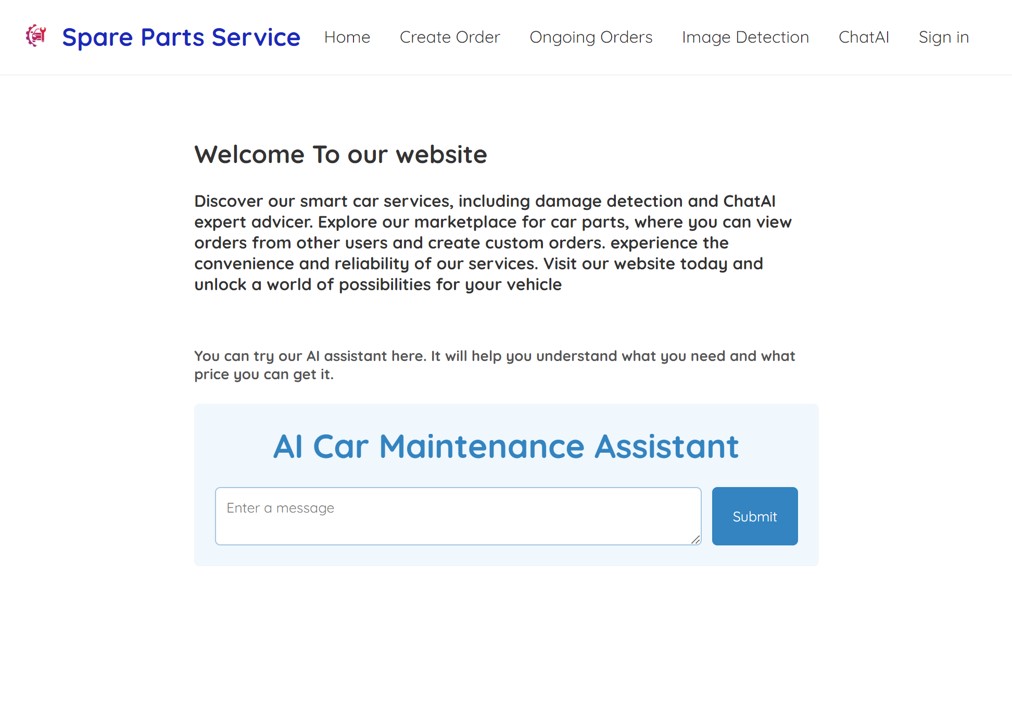 Spare Parts Service Home Create Order Ongoing Orders Image Detection ChatAI Sign in
Welcome To our website
Discover our smart car services, including damage detection and ChatAI
expert advicer. Explore our marketplace for car parts, where you can view
orders from other users and create custom orders. experience the
convenience and reliability of our services. Visit our website today and
unlock a world of possibilities for your vehicle
You can try our AI assistant here. It will help you understand what you need and what
price you can get it.
AI Car Maintenance Assistant
Enter a message
Submit